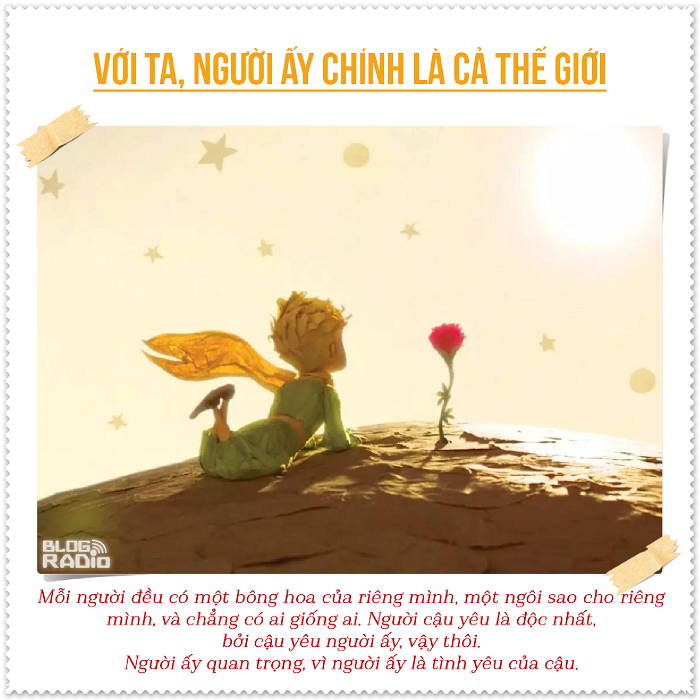 VỚI TA, NGƯỜI ẤY CHÍNH LÀ CẢ THẾ GIỚI
BLOG
RADIO
Mỗi người đều có một bông hoa của riêng mình, một ngôi sao cho riêng
mình, và chẳng có ai giống ai. Người cậu yêu là độc nhất,
bởi cậu yêu người ấy, vậy thôi.
Người ấy quan trọng, vì người ấy là tình yêu của cậu.